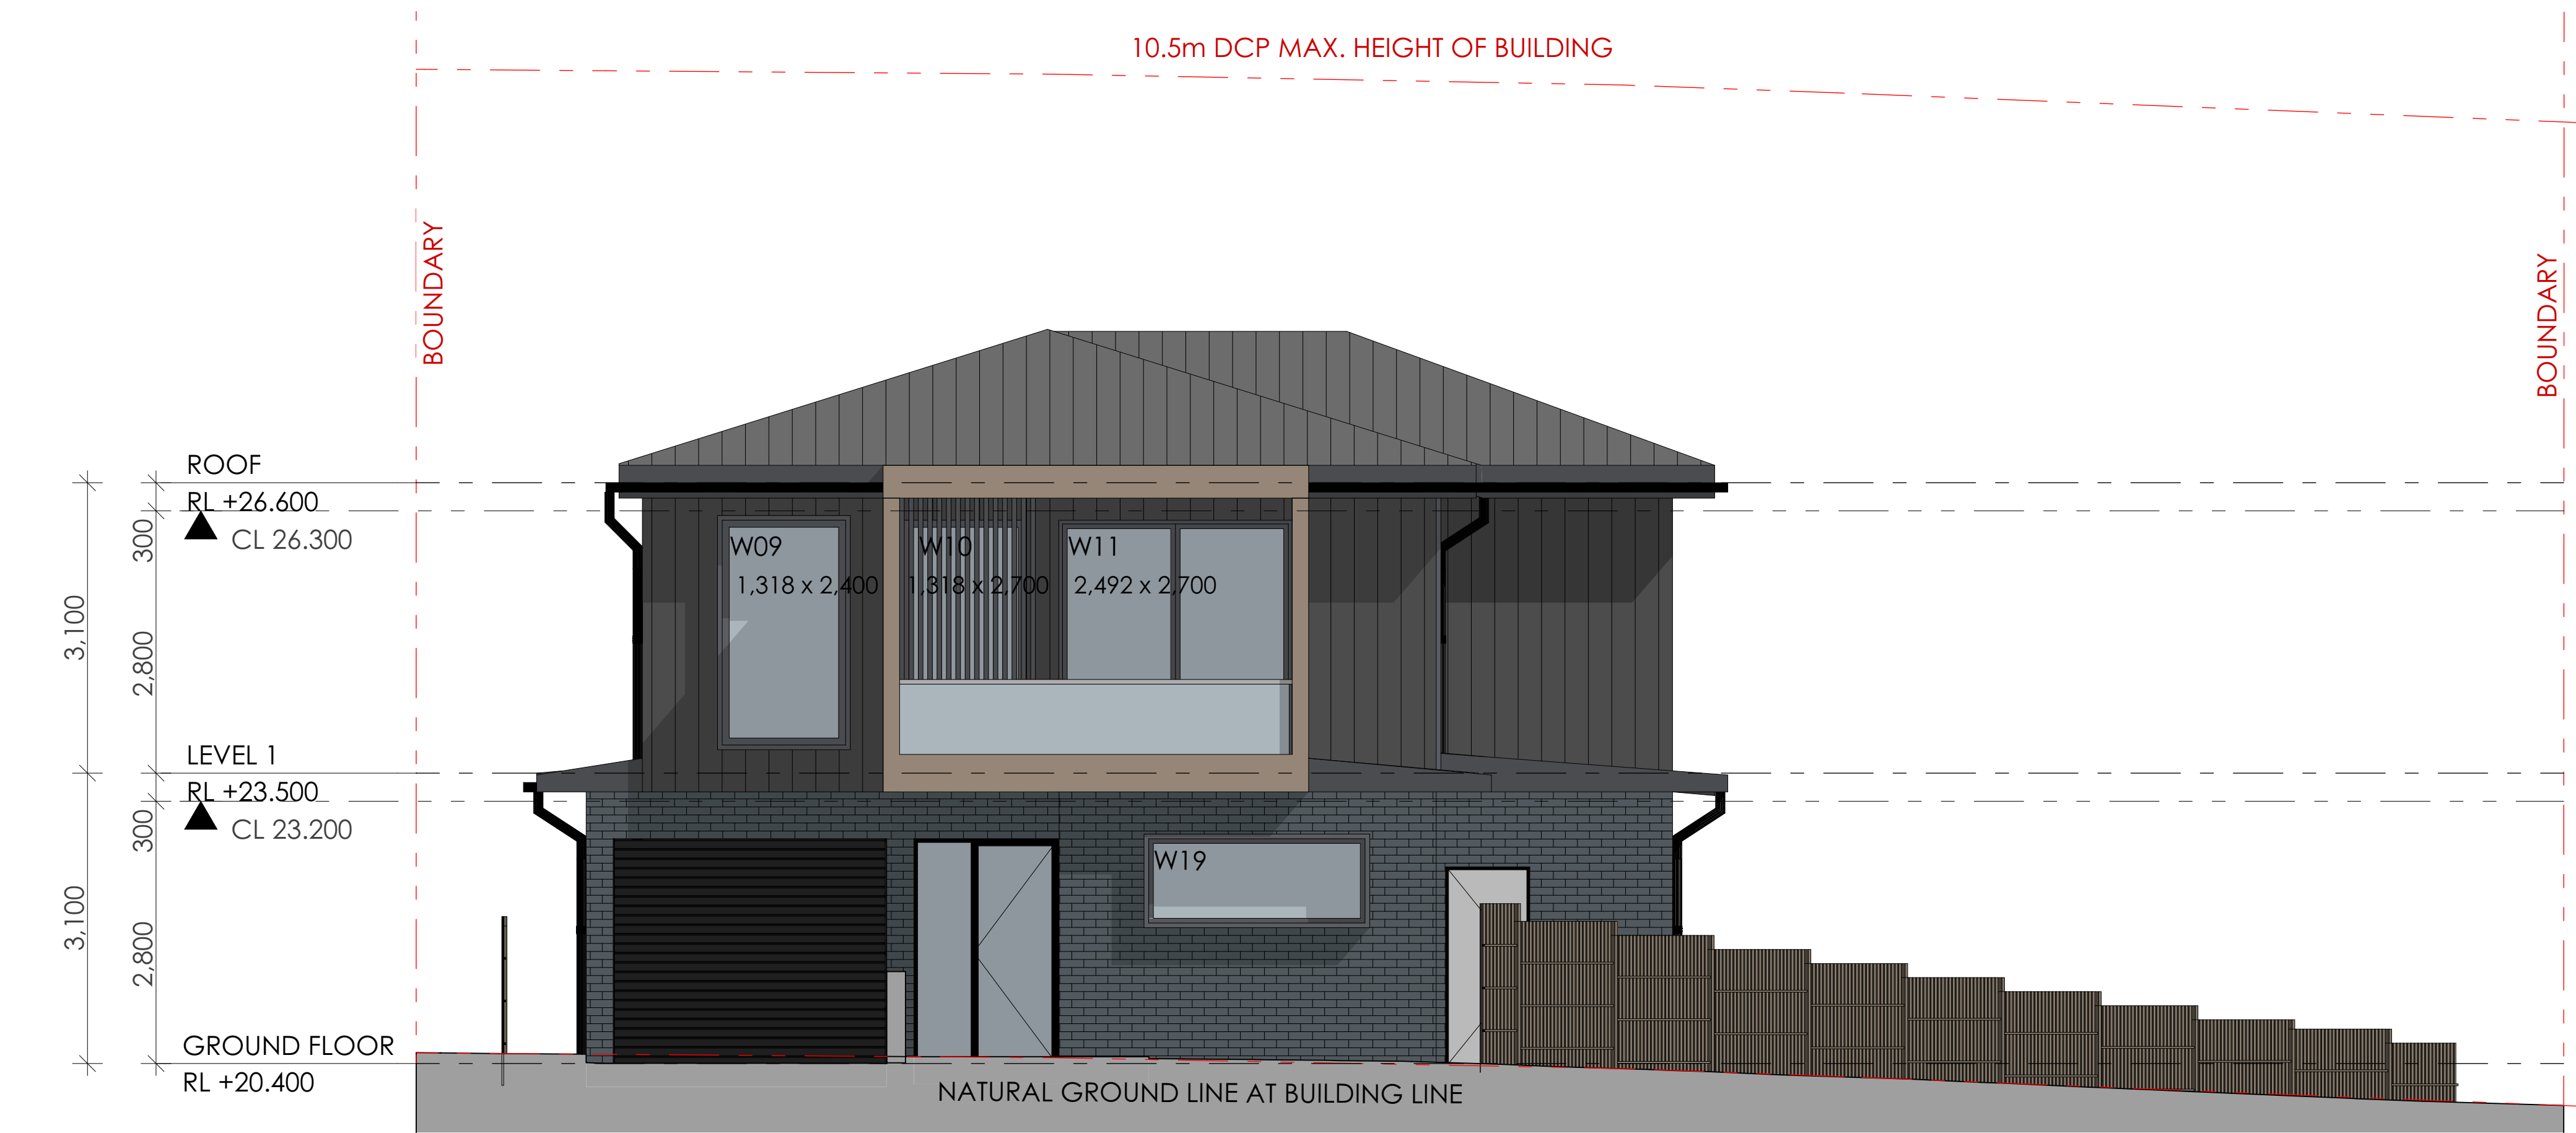 10.5m DCP MAX. HEIGHT OF BUILDING
BOUNDARY
BOUNDARY
ROOF
RL +26.600
CL 26.300
300
3,100
2,800
W09
1,318 x 2,400
W10
1,318 x 2,700
W11
2,492 x 2,700
LEVEL 1
RL +23.500
CL 23.200
300
3,100
2,800
W19
GROUND FLOOR
RL +20.400
NATURAL GROUND LINE AT BUILDING LINE